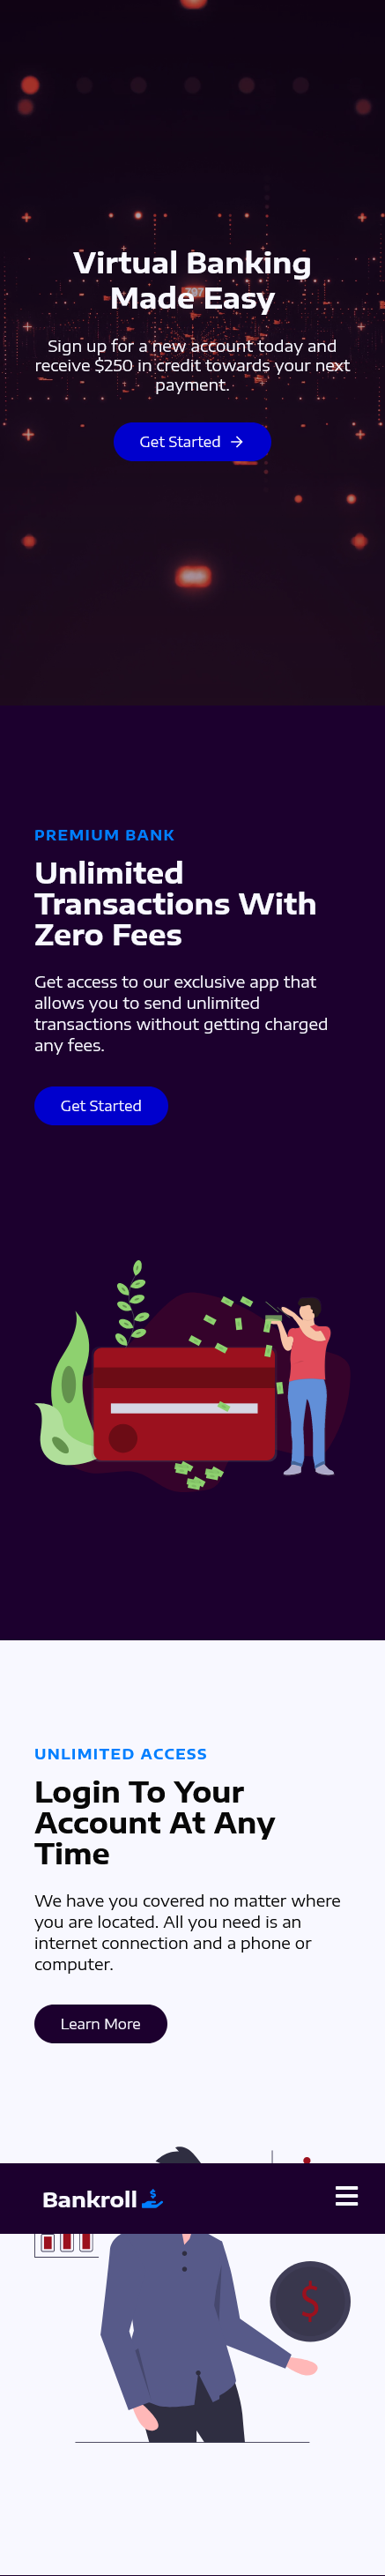 Virtual Banking
Made Easy
Sign up for a new account today and
receive $250 in credit towards your next
payment.
Get Started
PREMIUM BANK
Unlimited
Transactions With
Zero Fees
Get access to our exclusive app that
allows you to send unlimited
transactions without getting charged
any fees.
Get Started
UNLIMITED ACCESS
Login To Your
Account At Any
Time
We have you covered no matter where
you are located. All you need is an
internet connection and a phone or
computer.
Learn More
Bankroll
$